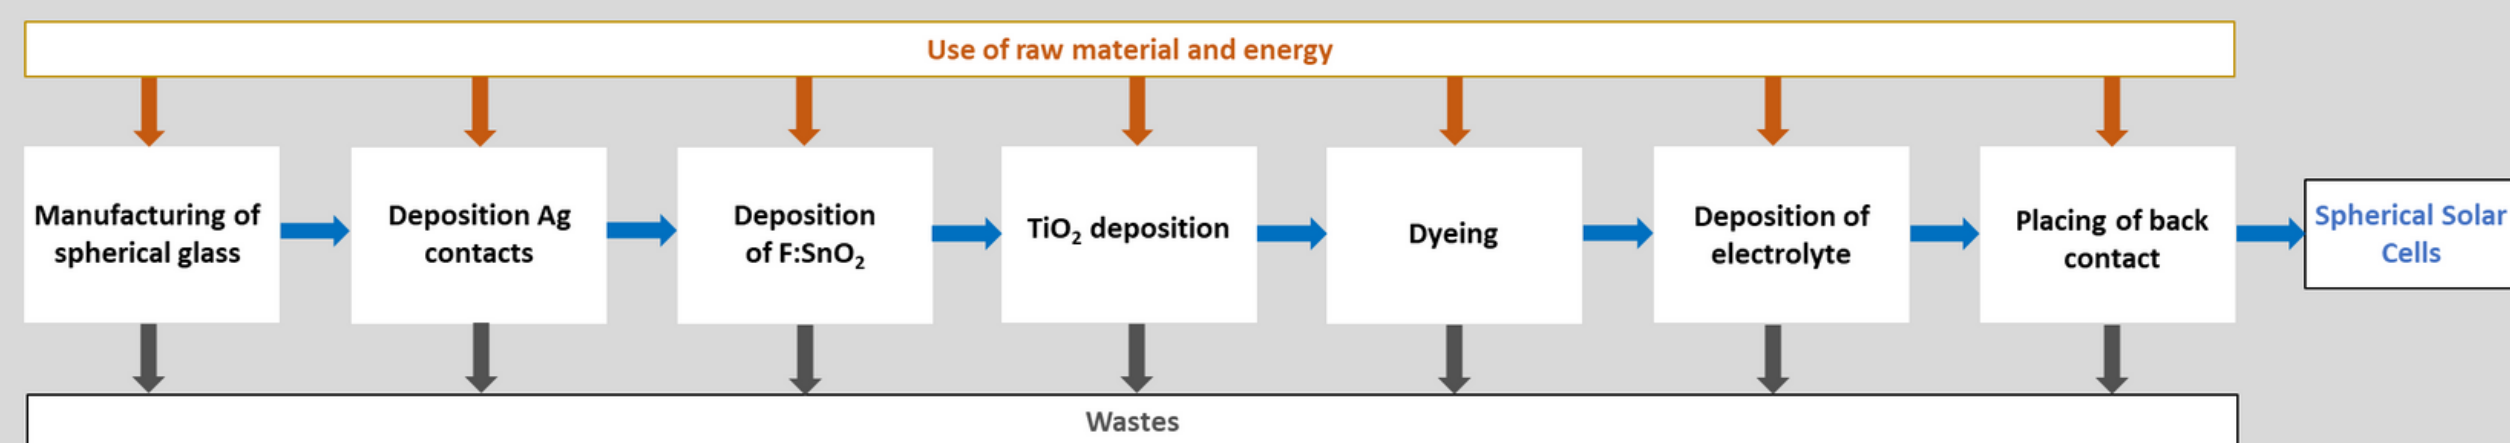 Use of raw material and energy
Manufacturing of
spherical glass
Deposition Ag
contacts
Deposition
of F:SnO₂
TiO₂ deposition
Dyeing
Deposition of
electrolyte
Placing of back
contact
Spherical Solar
Cells
Wastes